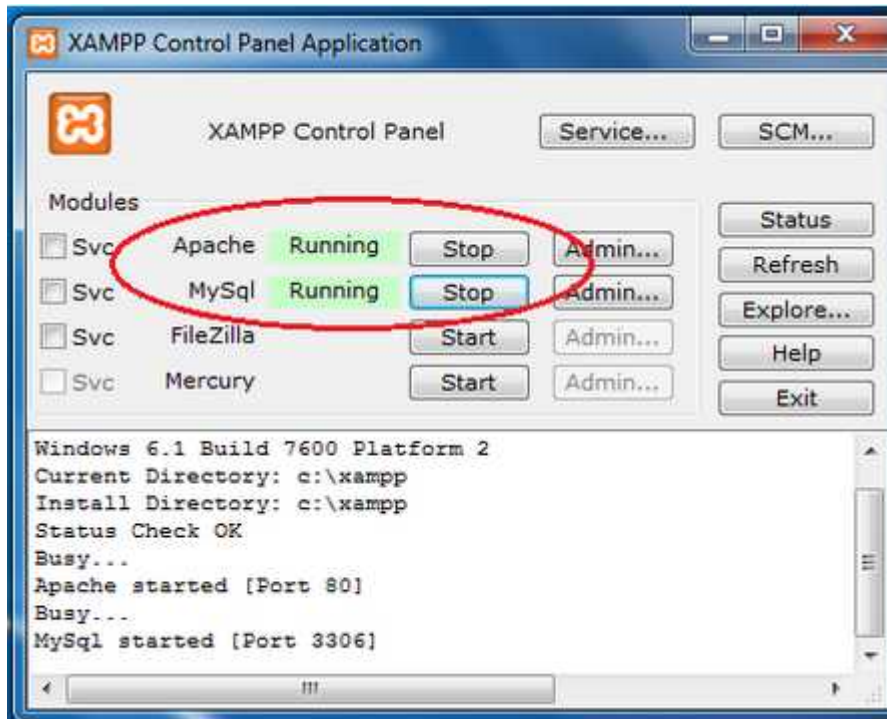 XAMPP Control Panel Application
XAMPP Control Panel Service... SCM...
Modules
Svc Apache Running Stop Admin...
Svc MySql Running Stop Admin...
Svc FileZilla Start Admin...
Svc Mercury Start Admin...
Status
Refresh
Explore...
Help
Exit
Windows 6.1 Build 7600 Platform 2
Current Directory: c:\xampp
Install Directory: c:\xampp
Status Check OK
Busy...
Apache started [Port 80]
Busy...
MySql started [Port 3306]